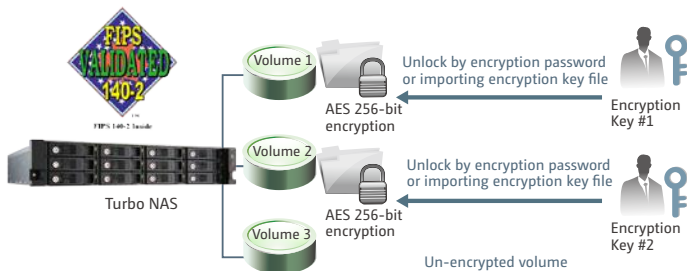 FIPS
VALIDATED
140-2
TM
FIPS 140-2 Inside
Turbo NAS
Volume 1
AES 256-bit
encryption
Unlock by encryption password
or importing encryption key file
Encryption
Key #1
Volume 2
AES 256-bit
encryption
Unlock by encryption password
or importing encryption key file
Encryption
Key #2
Volume 3
Un-encrypted volume